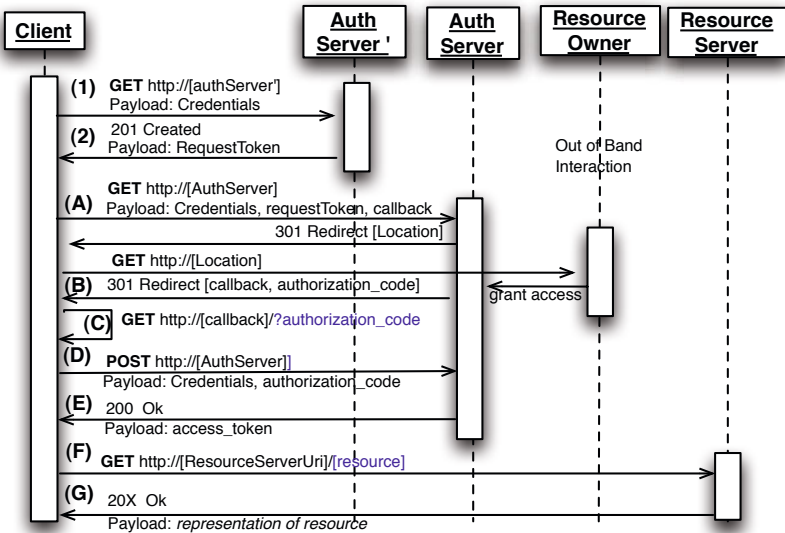 Client
Auth
Server '
Auth
Server
Resource
Owner
Resource
Server
(1) GET http://[authServer']
Payload: Credentials
(2) 201 Created
Payload: RequestToken
Out of Band
Interaction
(A) GET http://[AuthServer]
Payload: Credentials, requestToken, callback
301 Redirect [Location]
GET http://[Location]
(B) 301 Redirect [callback, authorization_code]
grant access
(C) GET http://[callback]/?authorization_code
(D) POST http://[AuthServer]]
Payload: Credentials, authorization_code
(E) 200 Ok
Payload: access_token
(F) GET http://[ResourceServerUri]/[resource]
(G) 20X Ok
Payload: representation of resource